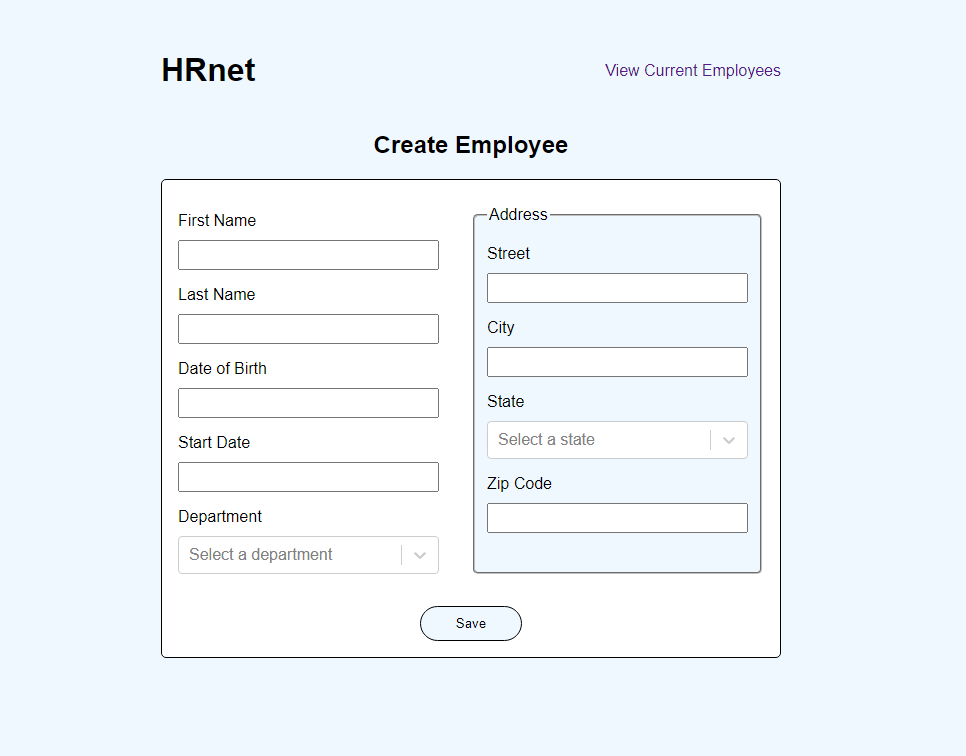 HRnet
View Current Employees
Create Employee
First Name
Last Name
Date of Birth
Start Date
Department
Select a department
Address
Street
City
State
Select a state
Zip Code
Save